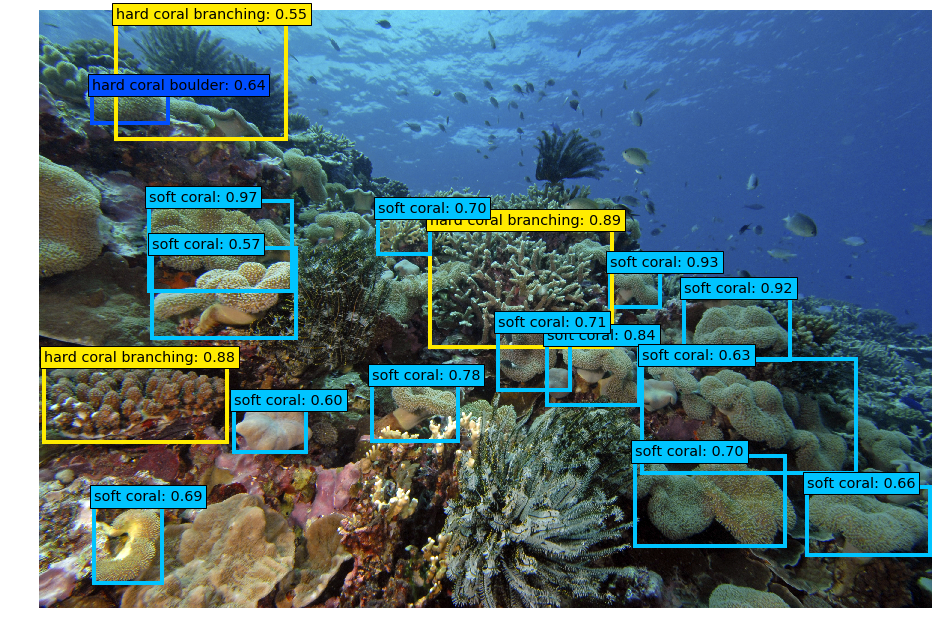 hard coral branching: 0.55
hard coral boulder: 0.64
soft coral: 0.97
soft coral: 0.70
hard coral branching: 0.89
soft coral: 0.57
soft coral: 0.93
soft coral: 0.92
soft coral: 0.71
soft coral: 0.84
hard coral branching: 0.88
soft coral: 0.63
soft coral: 0.78
soft coral: 0.60
soft coral: 0.70
soft coral: 0.66
soft coral: 0.69